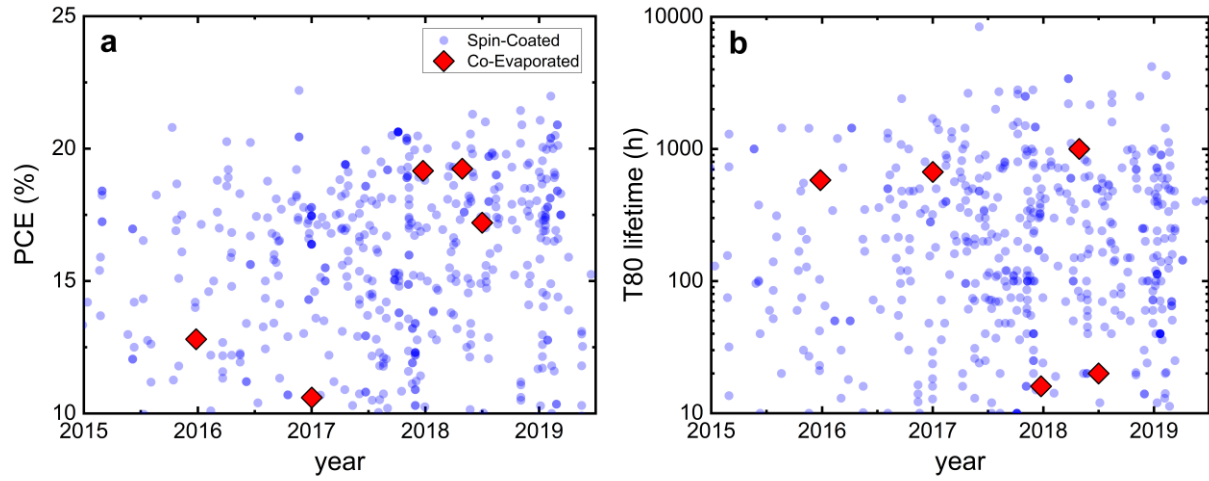 a
Spin-Coated
Co-Evaporated
PCE (%)
25
20
15
10
2015 2016 2017 2018 2019
year
b
T80 lifetime (h)
10000
1000
100
10
2015 2016 2017 2018 2019
year